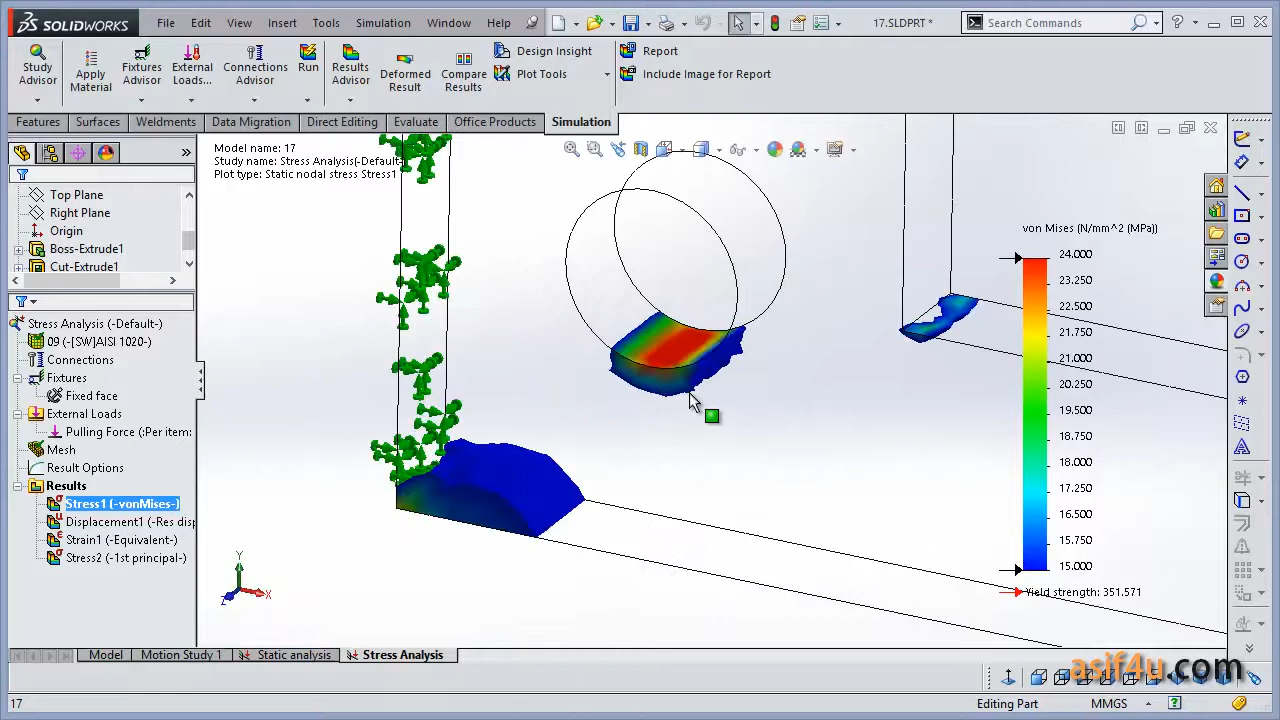 SOLIDWORKS File Edit View Insert Tools Simulation Window Help 17.SLDPRT * Search Commands ?
Study Advisor
Apply Material
Fixtures Advisor
External Loads...
Connections Advisor
Run
Results Advisor
Deformed Result
Compare Results
Design Insight
Plot Tools
Report
Include Image for Report
Features Surfaces Weldments Data Migration Direct Editing Evaluate Office Products Simulation
Top Plane
Right Plane
Origin
Boss-Extrude1
Cut-Extrude1
Stress Analysis (-Default-)
09 (-[SW]AISI 1020-)
Connections
Fixtures
Fixed face
External Loads
Pulling Force (:Per item:
Mesh
Result Options
Results
Stress1 (-vonMises-)
Displacement1 (-Res disp
Strain1 (-Equivalent-)
Stress2 (-1st principal-)
Model name: 17
Study name: Stress Analysis(-Default-
Plot type: Static nodal stress Stress1
von Mises (N/mm^2 (MPa))
24.000
23.250
22.500
21.750
21.000
20.250
19.500
18.750
18.000
17.250
16.500
15.750
15.000
Yield strength: 351.571
Y
X
Z
Model Motion Study 1 Static analysis Stress Analysis
asif4u.com
17 Editing Part MMGS ?